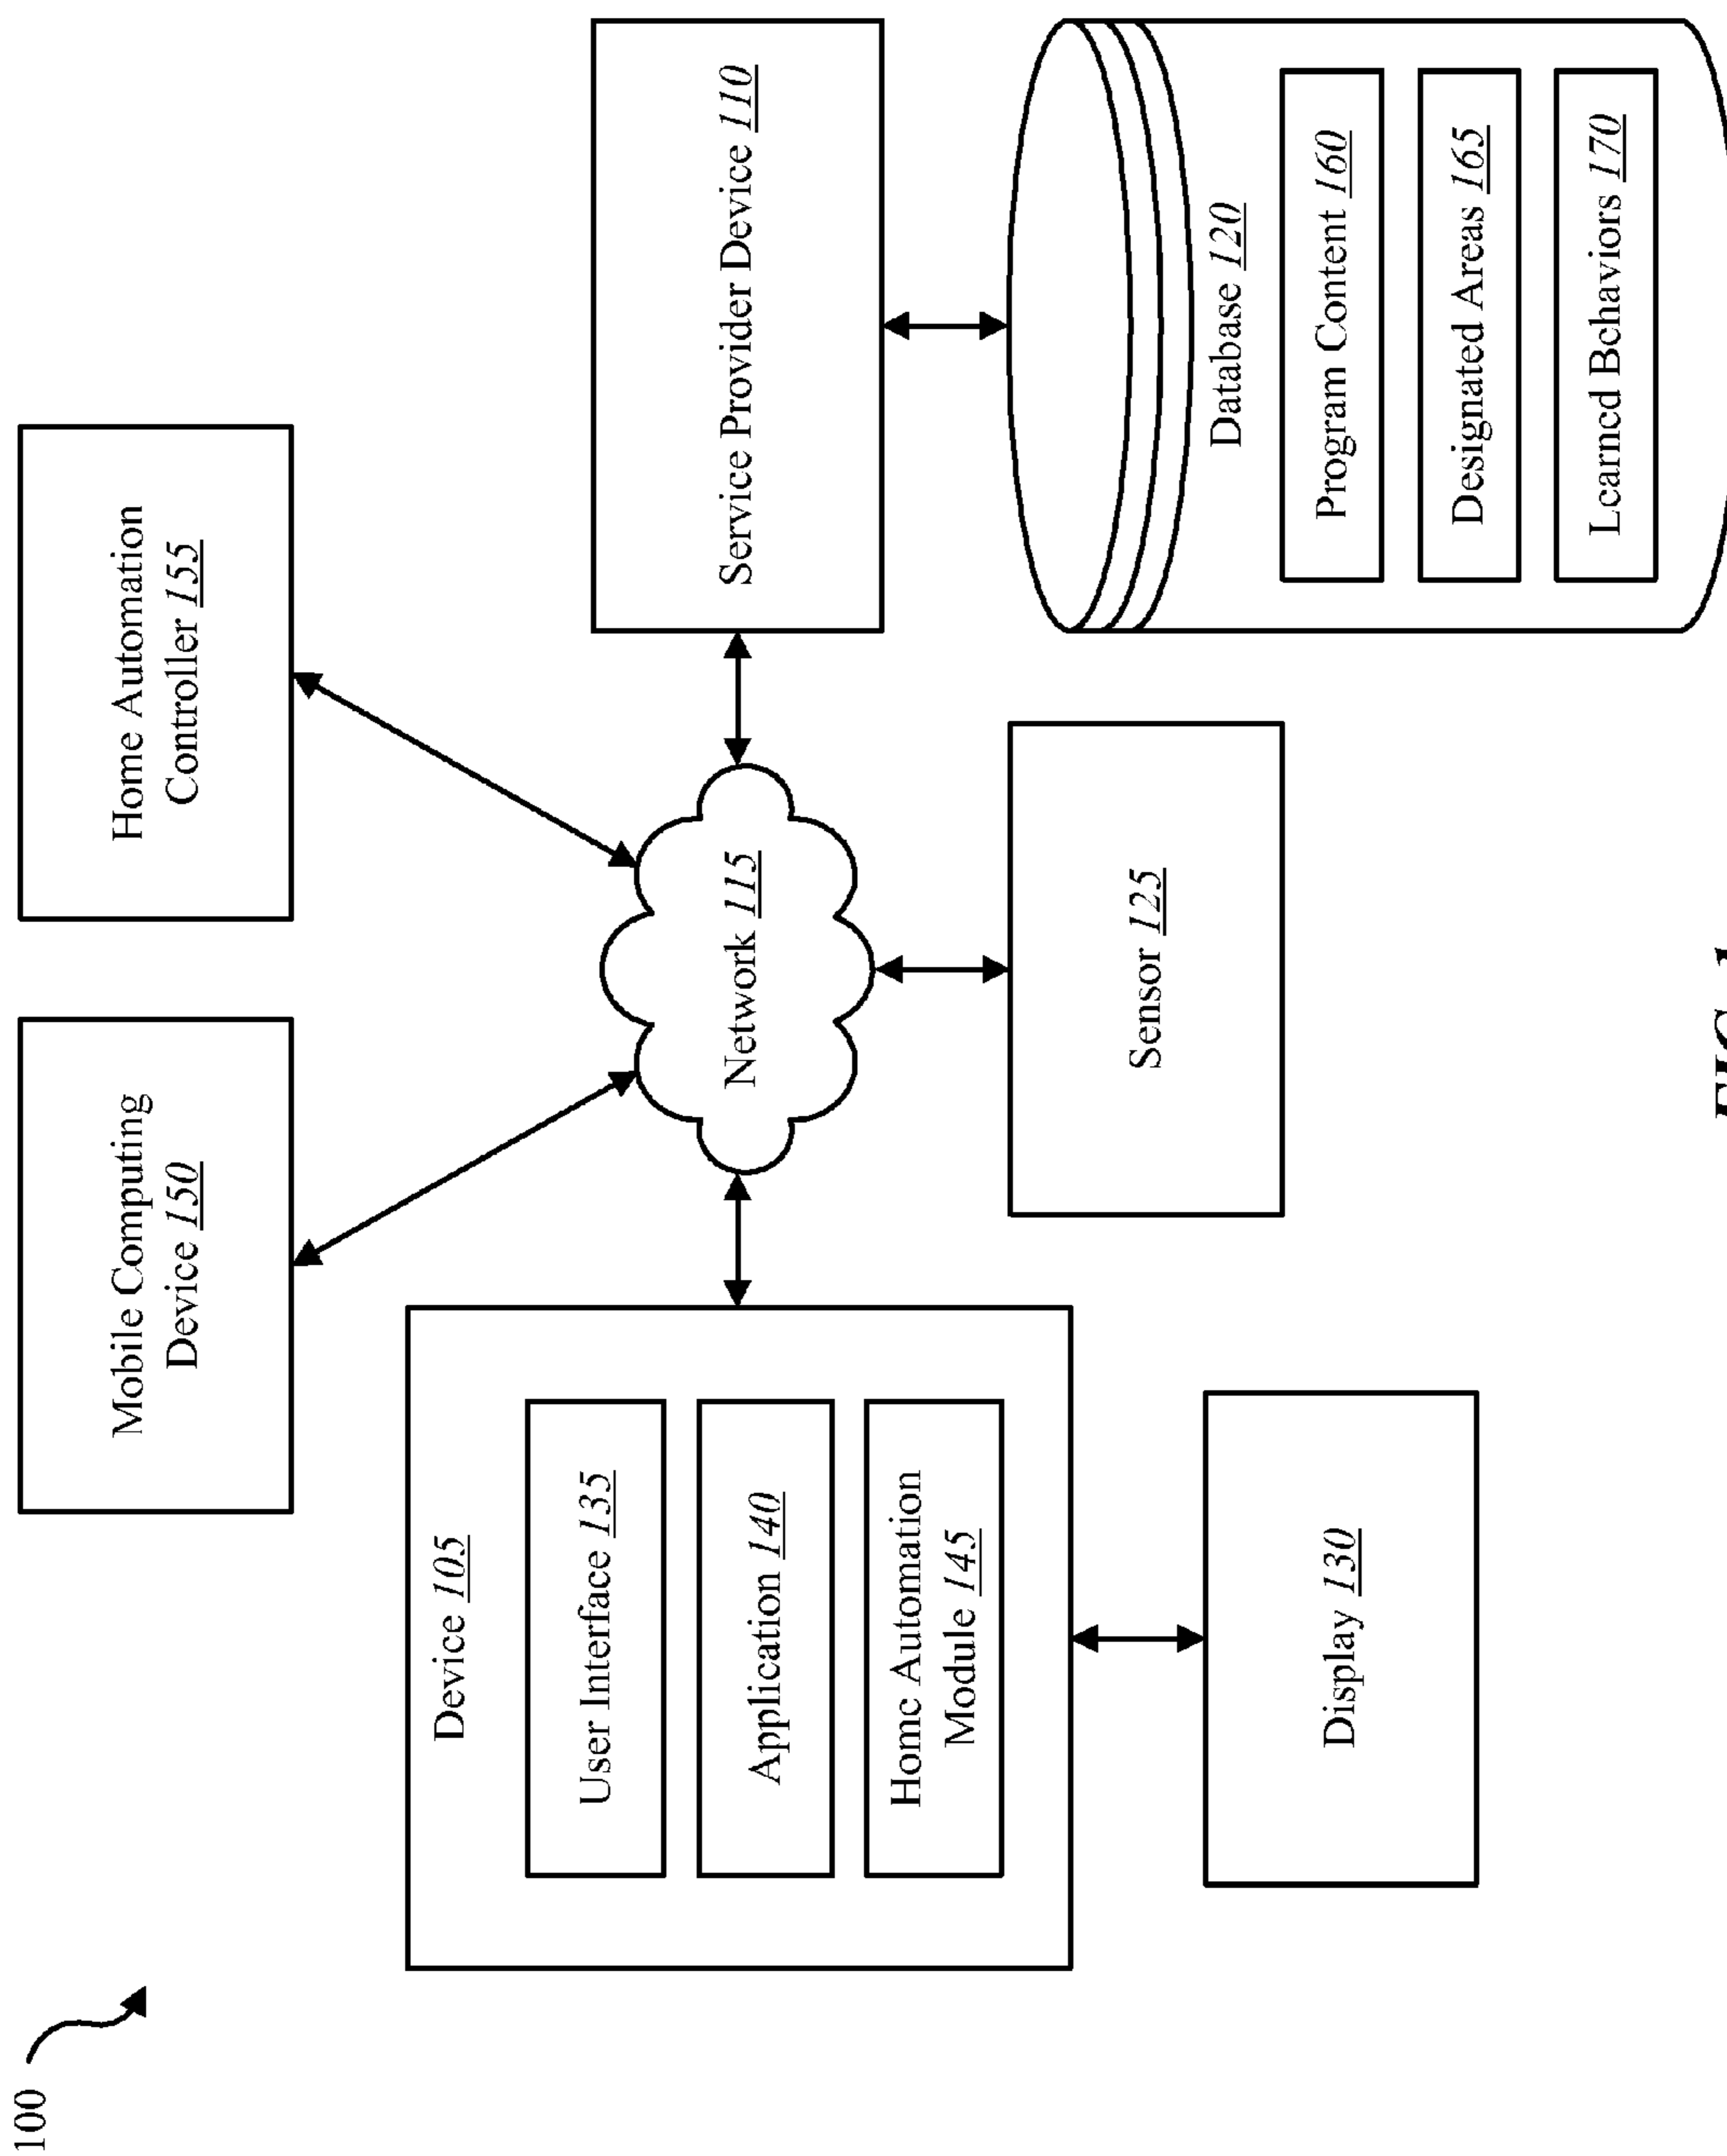 100
Mobile Computing
Device 150
Home Automation
Controller 155
Device 105
User Interface 135
Application 140
Home Automation
Module 145
Network 115
Service Provider Device 110
Display 130
Sensor 125
Database 120
Program Content 160
Designated Areas 165
Learned Behaviors 170